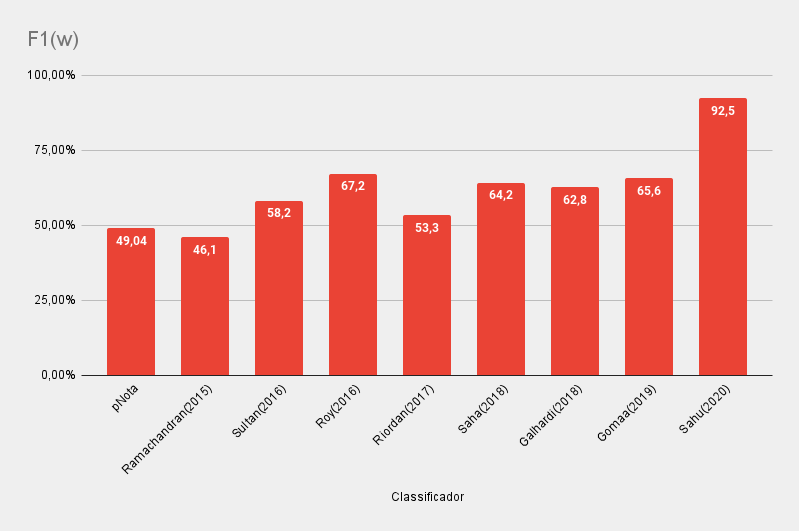 F1(w)
100,00%
75,00%
50,00%
25,00%
0,00%
49,04
46,1
58,2
67,2
53,3
64,2
62,8
65,6
92,5
pNota
Ramachandran(2015)
Sultan(2016)
Roy(2016)
Riordan(2017)
Saha(2018)
Galhardi(2018)
Gomaa(2019)
Sahu(2020)
Classificador